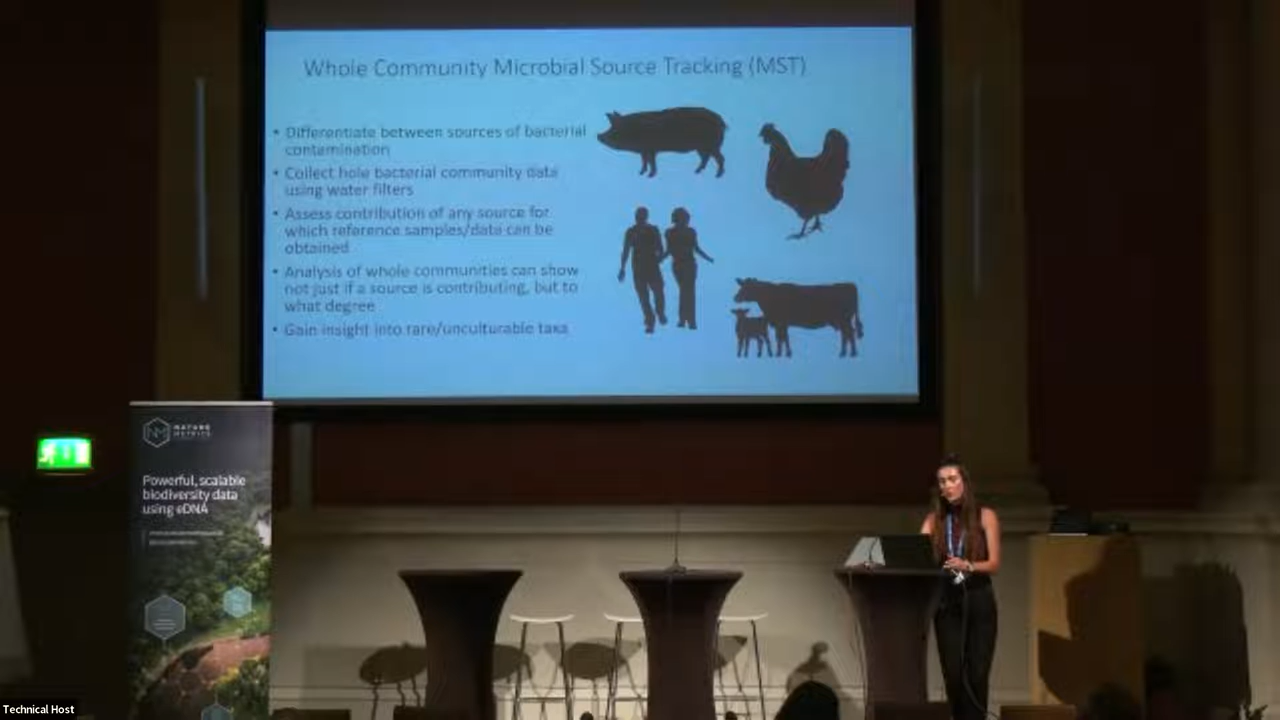 Whole Community Microbial Source Tracking (MST)
• Differentiate between sources of bacterial
contamination
• Collect hole bacterial community data
using water filters
• Assess contribution of any source for
which reference samples/data can be
obtained
• Analysis of whole communities can show
not just if a source is contributing, but to
what degree
• Gain insight into rare/unculturable taxa
NM NATURE
METRICS
Powerful, scalable
biodiversity data
using eDNA
Technical Host